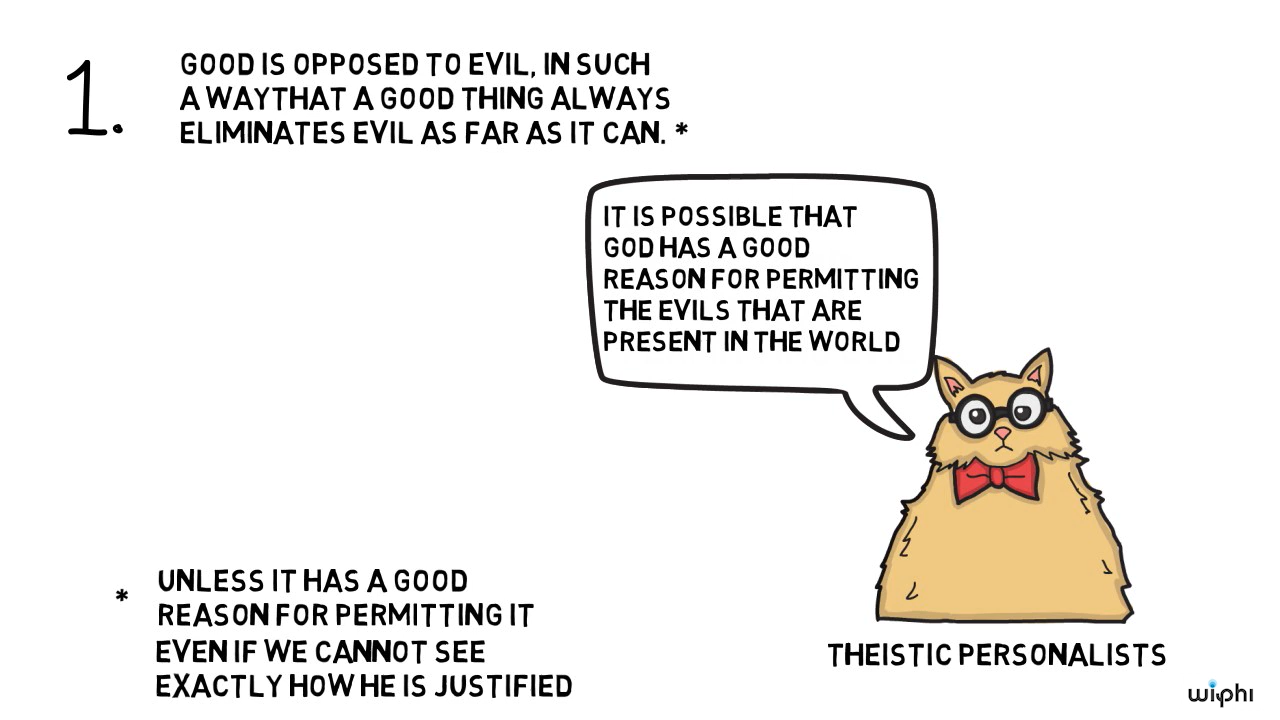 1.
GOOD IS OPPOSED TO EVIL, IN SUCH
A WAYTHAT A GOOD THING ALWAYS
ELIMINATES EVIL AS FAR AS IT CAN. *
IT IS POSSIBLE THAT
GOD HAS A GOOD
REASON FOR PERMITTING
THE EVILS THAT ARE
PRESENT IN THE WORLD
* UNLESS IT HAS A GOOD
REASON FOR PERMITTING IT
EVEN IF WE CANNOT SEE
EXACTLY HOW HE IS JUSTIFIED
THEISTIC PERSONALISTS
wiphi